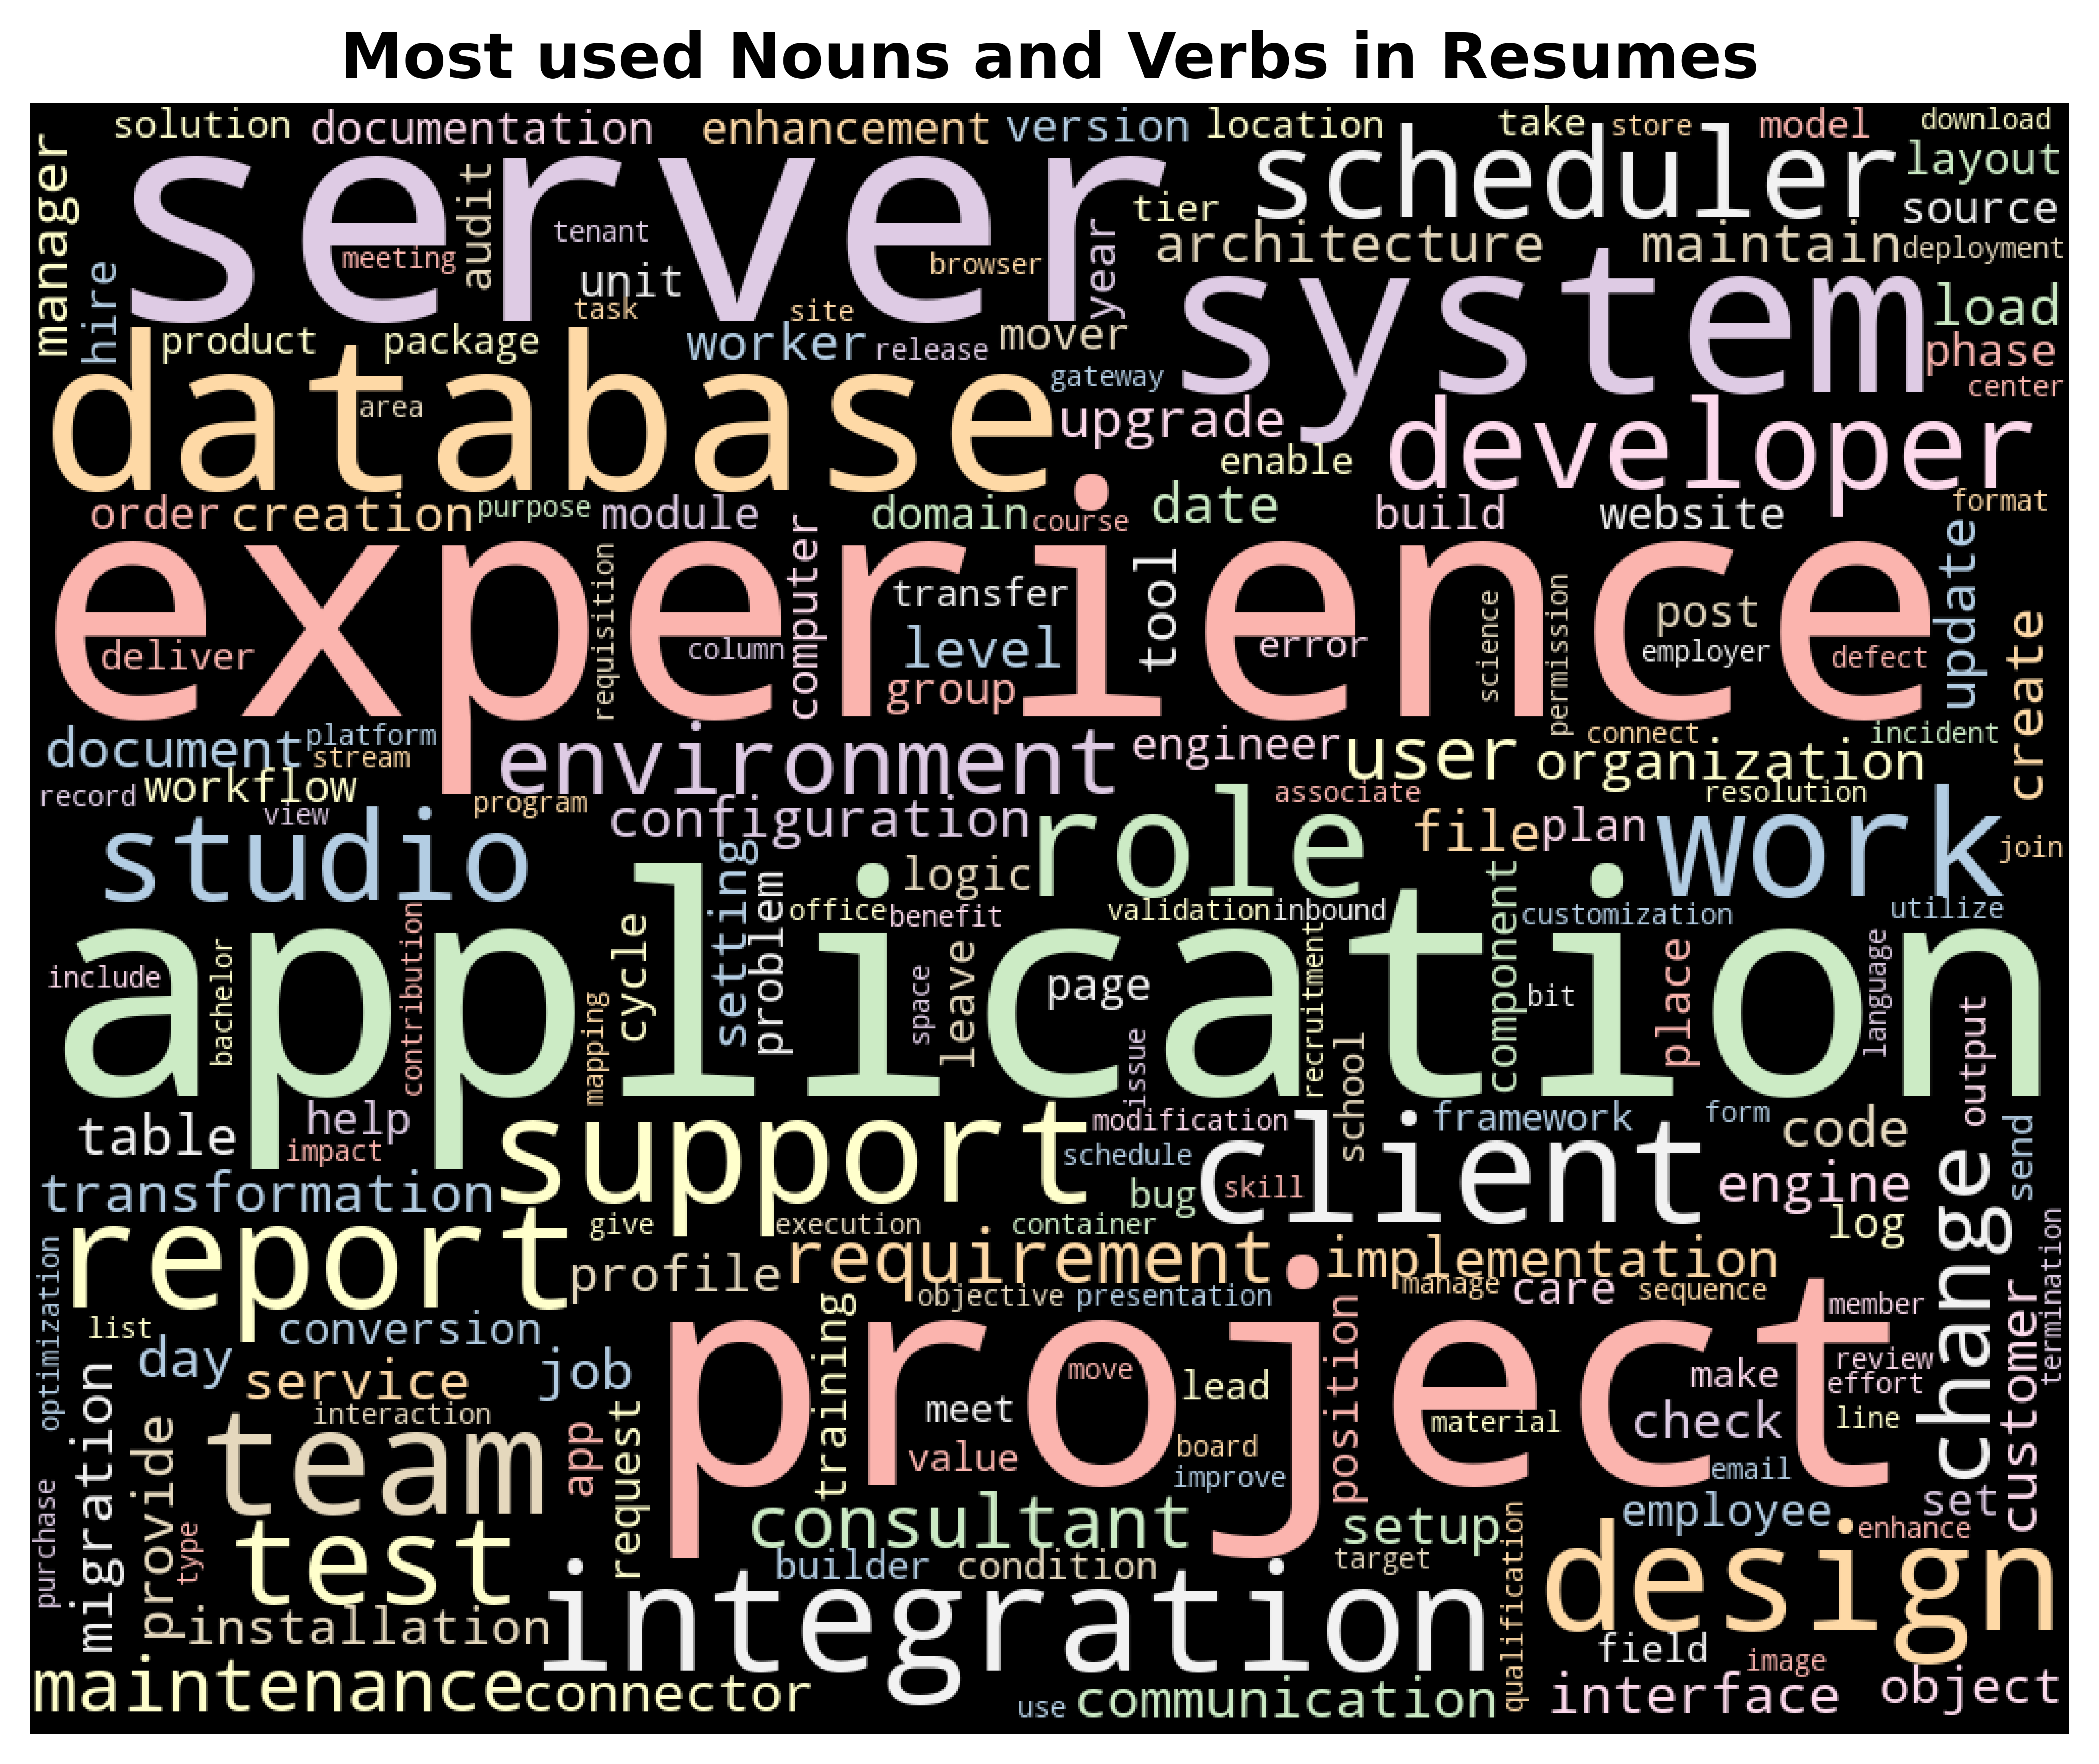 Most used Nouns and Verbs in Resumes
solution
documentation
enhancement
version
location
take
store
model
download
manager
server
scheduler
layout
audit
tier
source
tenant
meeting
browser
year
architecture
maintain
deployment
hire
unit
task
site
system
load
product
package
worker
release
mover
phase
database
area
gateway
center
upgrade
developer
enable
order
creation
purpose
module
domain
course
date
build
website
format
experience
requisition
computer
transfer
tool
science
permission
post
update
deliver
column
level
error
employer
defect
create
group
document
platform
stream
environment
engineer
user
connect
organization
incident
record
workflow
view
program
configuration
associate
resolution
studio
role
file
plan
work
join
setting
problem
logic
office
benefit
validation
inbound
customization
utilize
application
include
bachelor
contribution
mapping
cycle
space
leave
page
issue
recruitment
school
component
bit
place
language
output
table
help
impact
support
modification
client
framework
form
code
send
schedule
transformation
bug
skill
engine
change
report
give
execution
container
log
profile
requirement
implementation
termination
optimization
objective
presentation
manage
care
sequence
list
conversion
training
project
position
member
customer
migration
day
service
job
move
lead
make
review
effort
interaction
team
app
request
meet
value
board
improve
material
check
line
provide
email
purchase
type
test
consultant
setup
employee
set
enhance
builder
condition
target
qualification
design
installation
integration
field
image
maintenance
connector
use
communication
interface
object